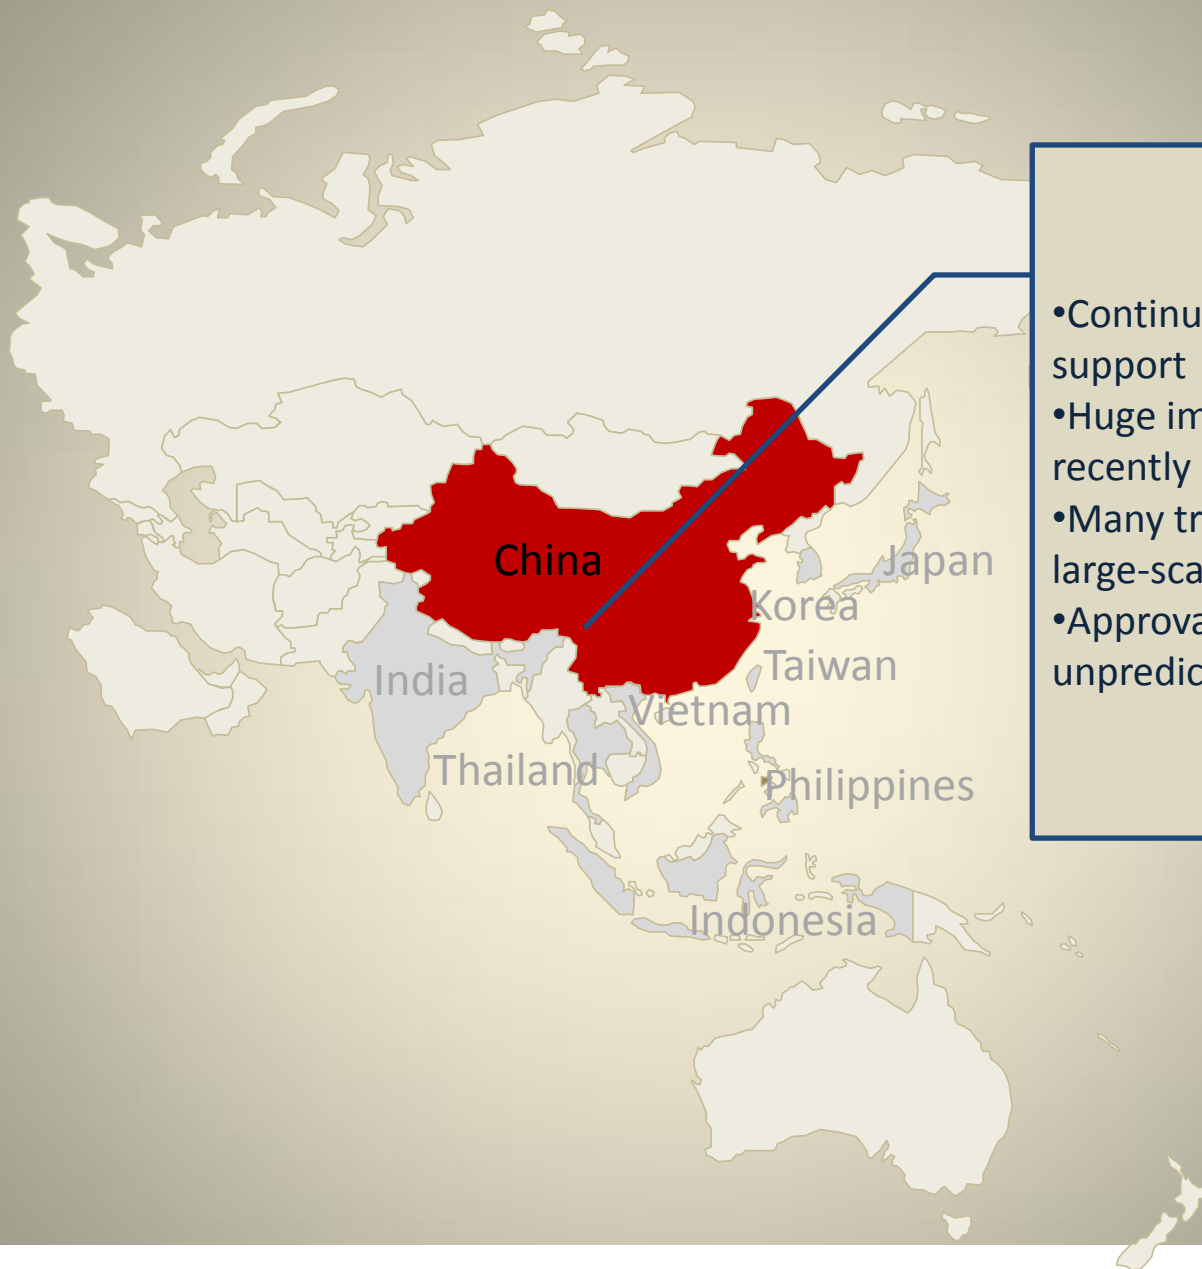 •Continu
support
•Huge im
recently
•Many tr
large-sca
•Approva
unpredic
China
Japan
Korea
Taiwan
India
Vietnam
Thailand
Philippines
Indonesia